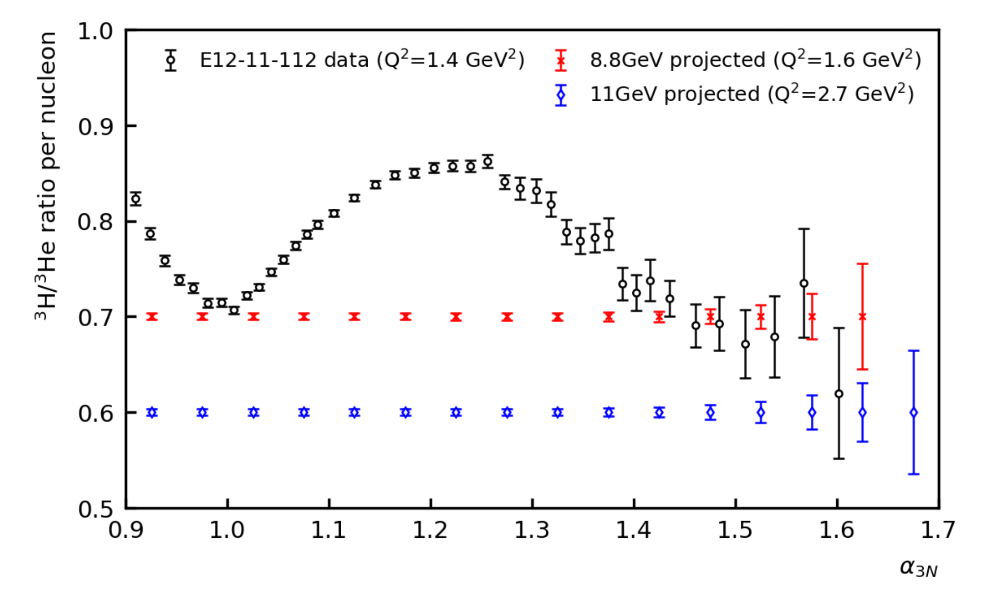 ³H/³He ratio per nucleon
1.0
0.9
0.8
0.7
0.6
0.5
E12-11-112 data (Q²=1.4 GeV²)
8.8GeV projected (Q²=1.6 GeV²)
11GeV projected (Q²=2.7 GeV²)
0.9 1.0 1.1 1.2 1.3 1.4 1.5 1.6 1.7
α₃N